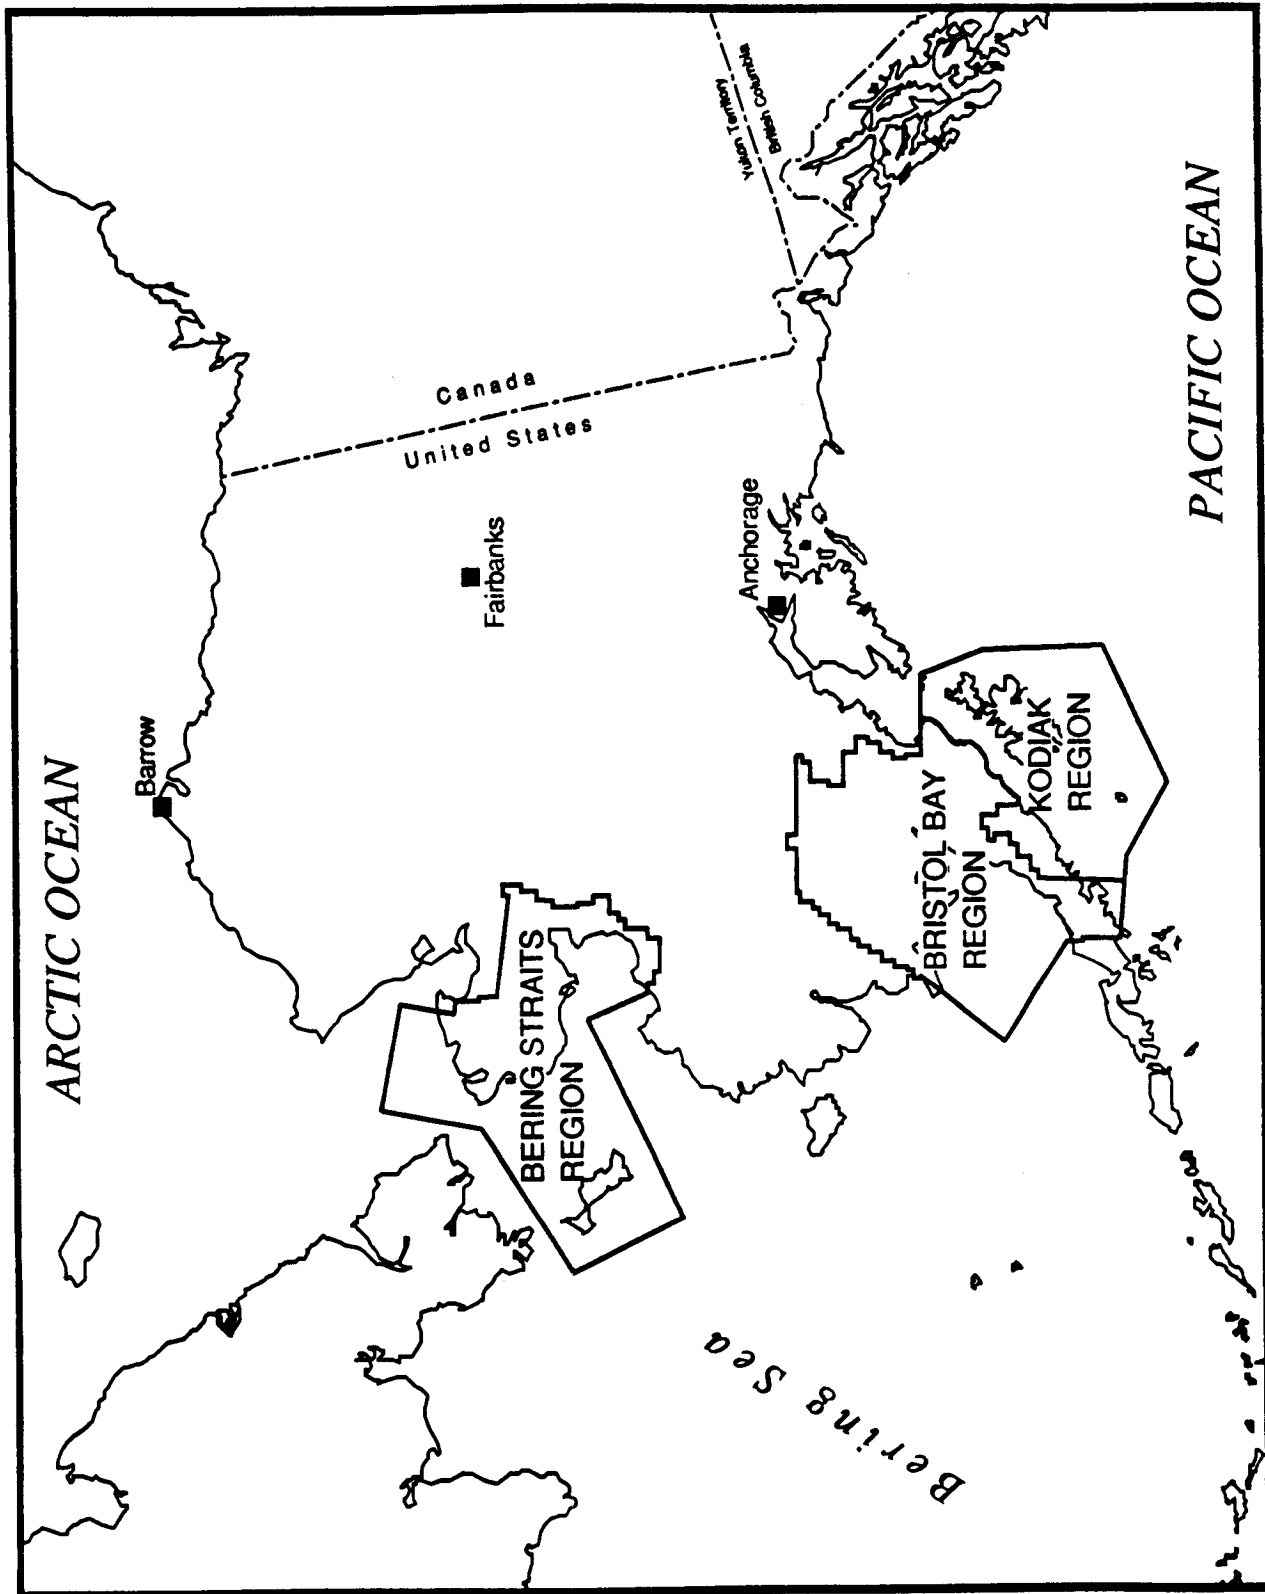 ARCTIC OCEAN
Barrow
Yukon Territory
British Columbia
Canada
United States
Fairbanks
Anchorage
BERING STRAITS
REGION
BRISTOL BAY
REGION
KODIAK
REGION
Bering Sea
PACIFIC OCEAN